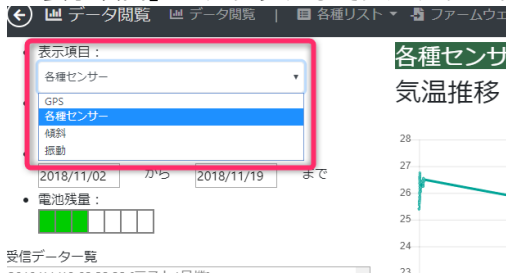 データ閲覧 データ閲覧 | 各種リスト ファームウェ
表示項目：
各種センサー
GPS
各種センサー
傾斜
振動
2018/11/02 から 2018/11/19 まで
電池残量：
受信データ一覧
各種センサ
気温推移
28
27
26
25
24
23